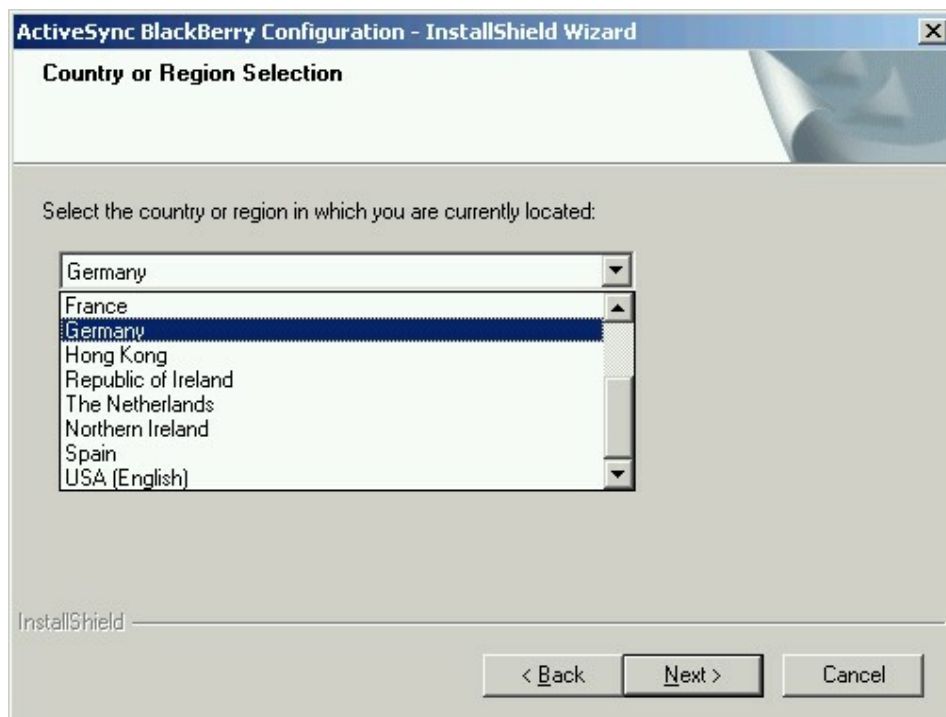 ActiveSync BlackBerry Configuration - InstallShield Wizard
Country or Region Selection
Select the country or region in which you are currently located:
Germany
France
Germany
Hong Kong
Republic of Ireland
The Netherlands
Northern Ireland
Spain
USA (English)
InstallShield
< Back Next > Cancel